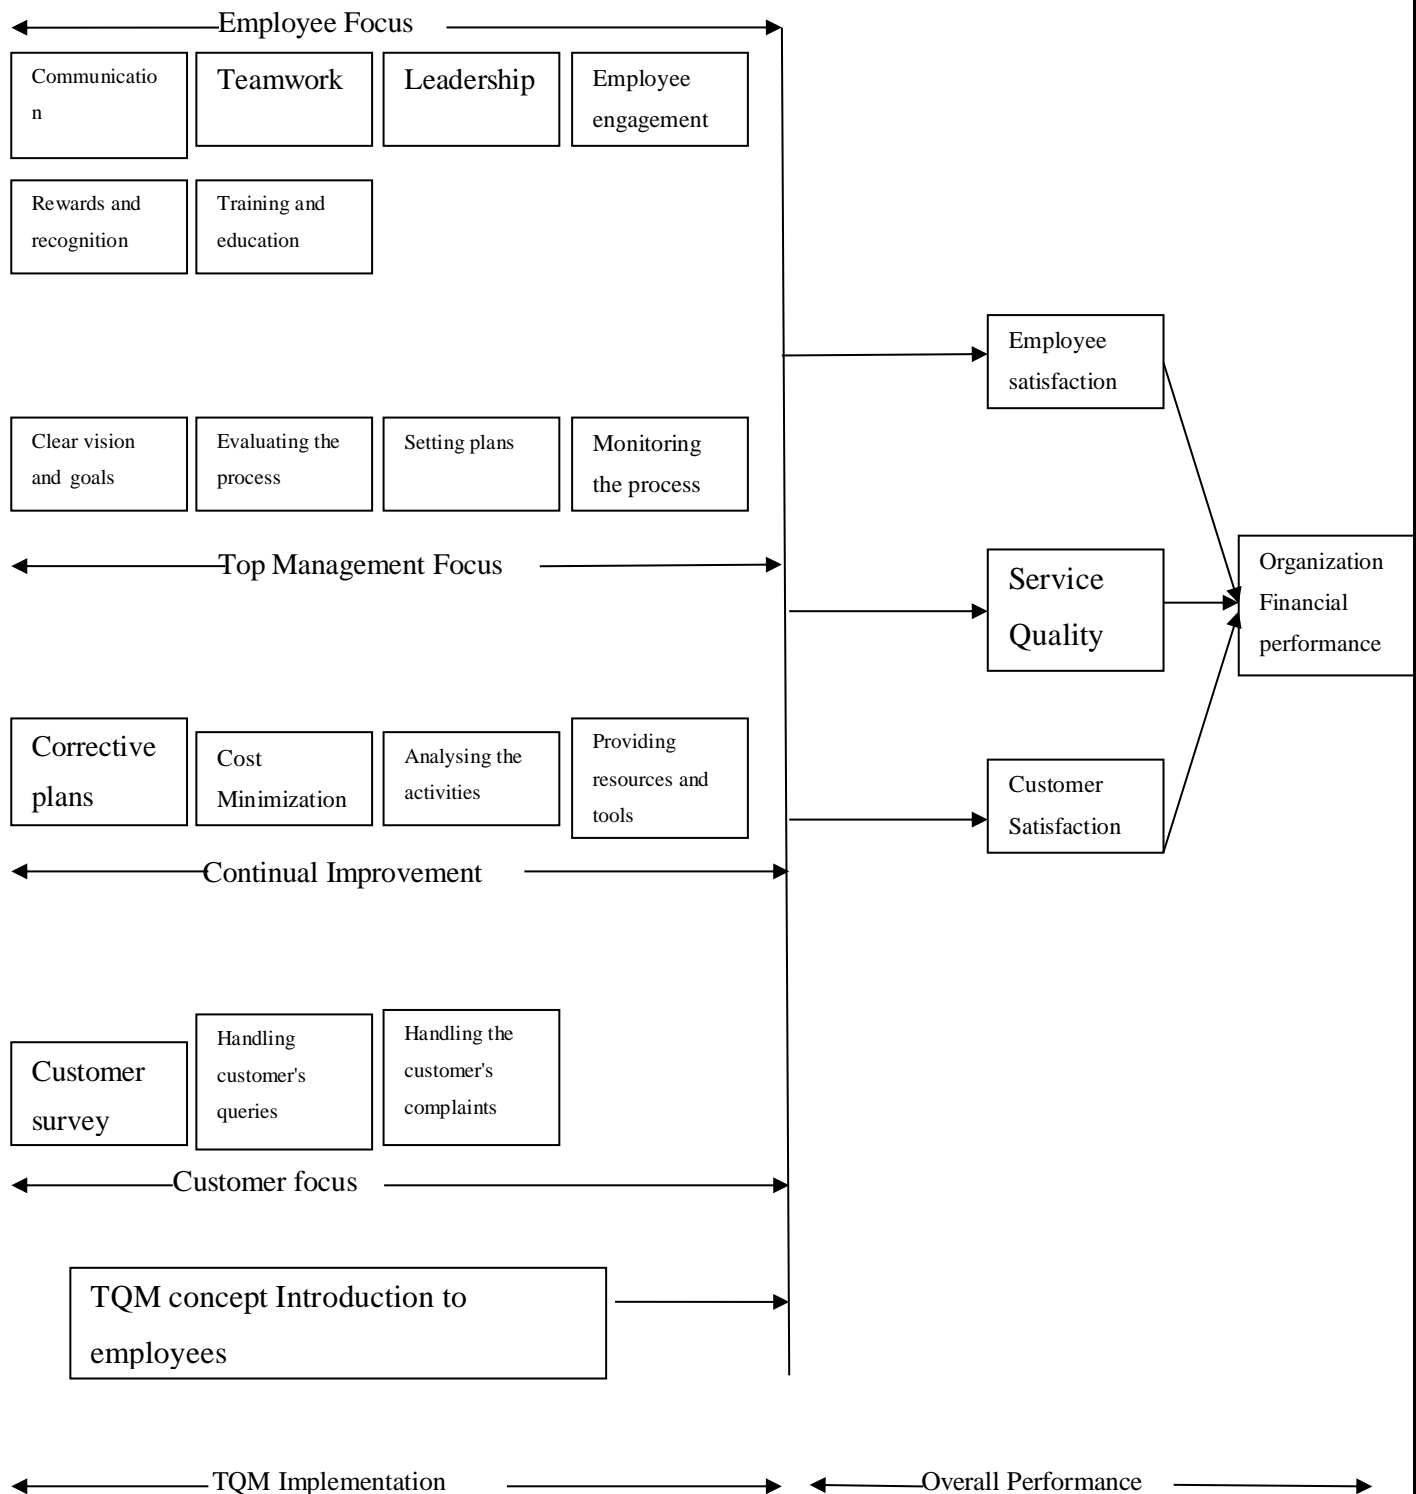 Employee Focus
Communicatio
n
Teamwork
Leadership
Employee
engagement
Rewards and
recognition
Training and
education
Employee
satisfaction
Clear vision
and goals
Evaluating the
process
Setting plans
Monitoring
the process
Top Management Focus
Service
Quality
Organization
Financial
performance
Corrective
plans
Cost
Minimization
Analysing the
activities
Providing
resources and
tools
Customer
Satisfaction
Continual Improvement
Customer
survey
Handling
customer's
queries
Handling the
customer's
complaints
Customer focus
TQM concept Introduction to
employees
TQM Implementation
Overall Performance